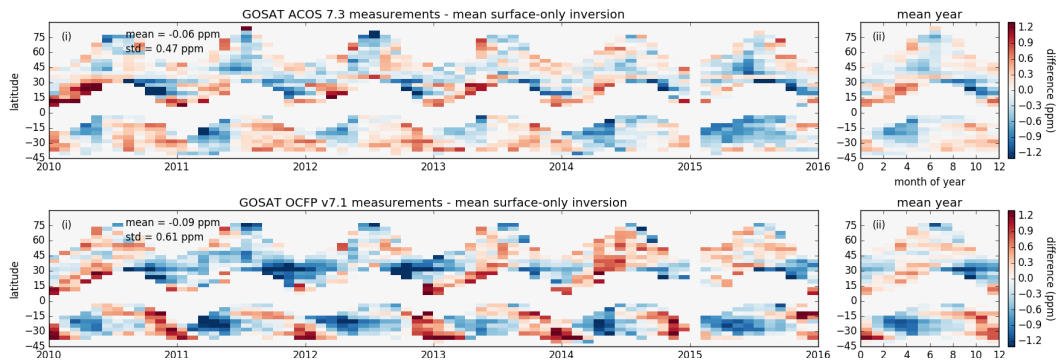 GOSAT ACOS 7.3 measurements - mean surface-only inversion
mean year
(i)
mean = -0.06 ppm
std = 0.47 ppm
(ii)
75
60
45
30
15
0
-15
-30
-45
latitude
2010 2011 2012 2013 2014 2015 2016
75
60
45
30
15
0
-15
-30
-45
0 2 4 6 8 10 12
month of year
1.2
0.9
0.6
0.3
0.0
-0.3
-0.6
-0.9
-1.2
difference (ppm)
GOSAT OCFP v7.1 measurements - mean surface-only inversion
mean year
(i)
mean = -0.09 ppm
std = 0.61 ppm
(ii)
75
60
45
30
15
0
-15
-30
-45
latitude
2010 2011 2012 2013 2014 2015 2016
75
60
45
30
15
0
-15
-30
-45
0 2 4 6 8 10 12
1.2
0.9
0.6
0.3
0.0
-0.3
-0.6
-0.9
-1.2
difference (ppm)